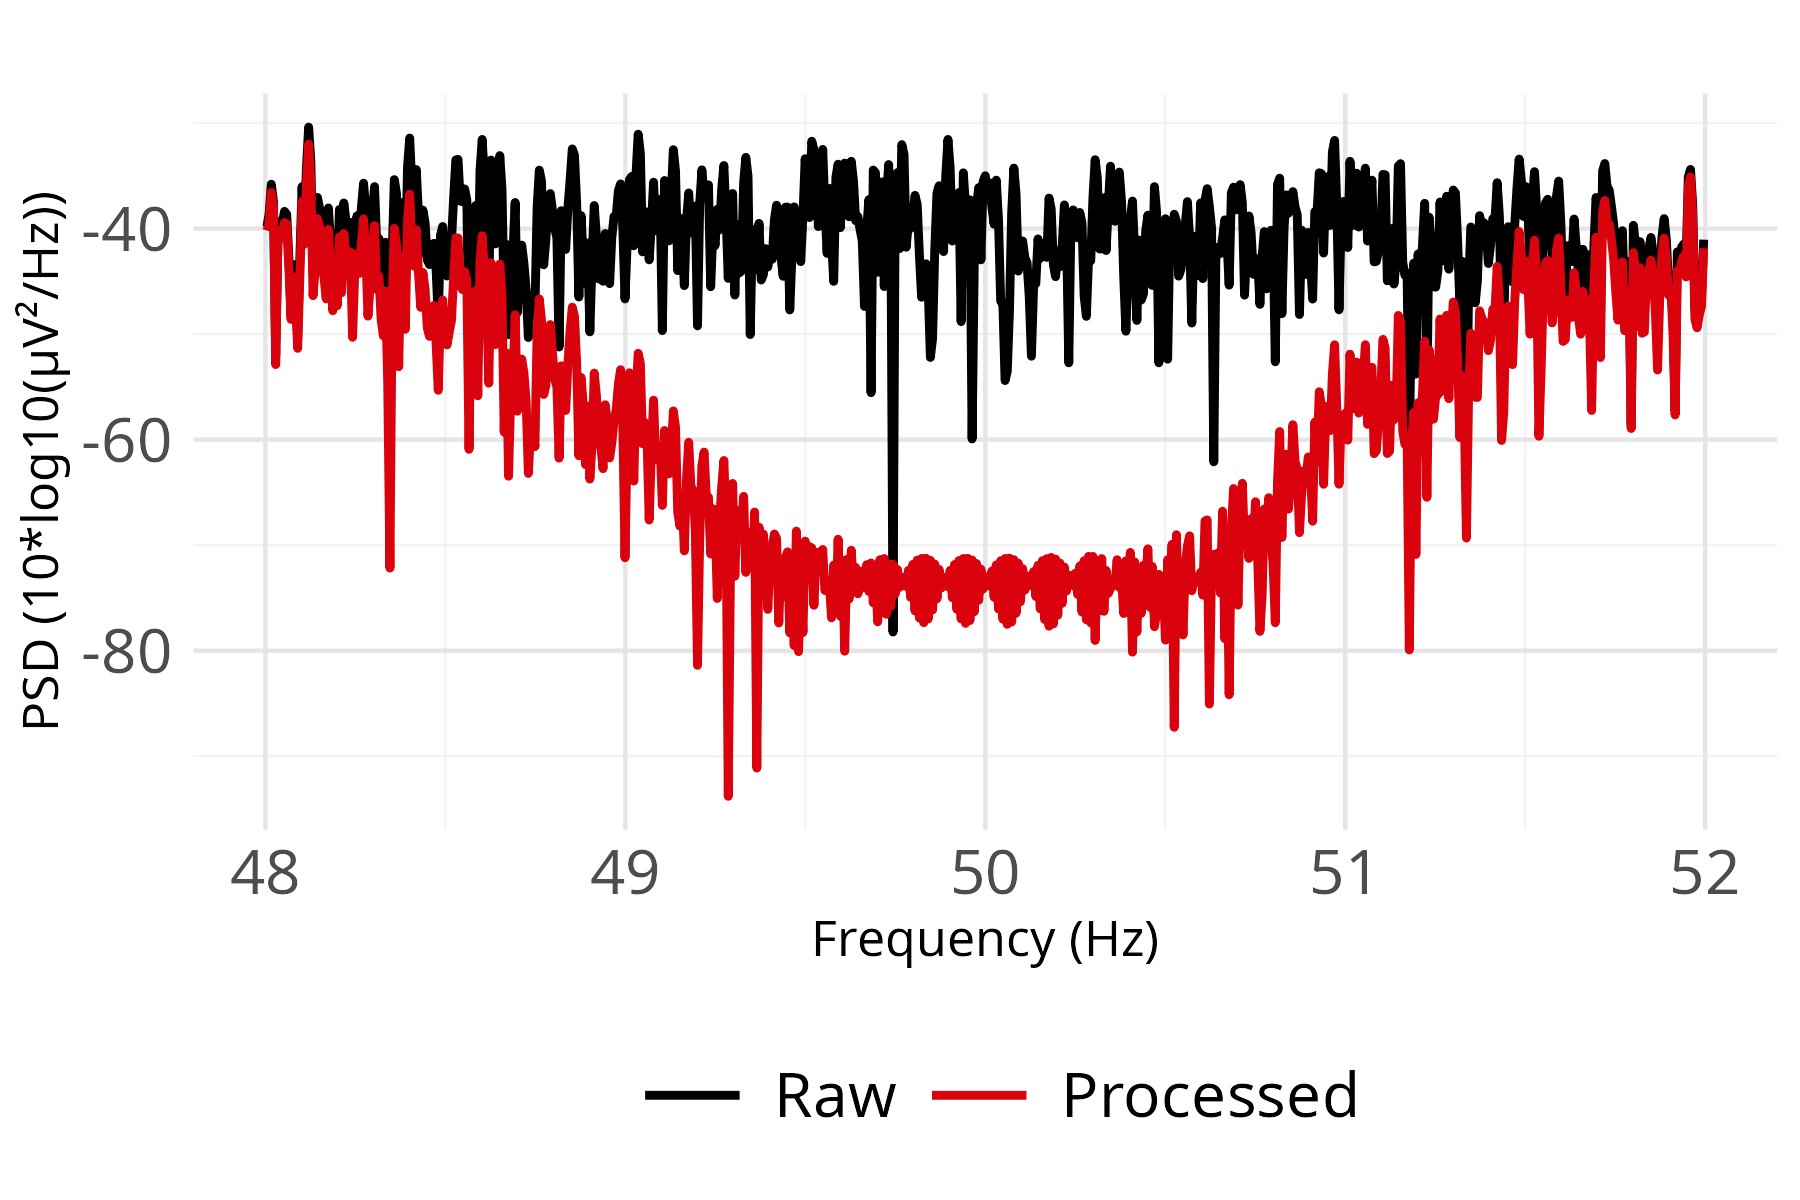 PSD (10*log10(µV²/Hz))
-40
-60
-80
48 49 50 51 52
Frequency (Hz)
Raw Processed